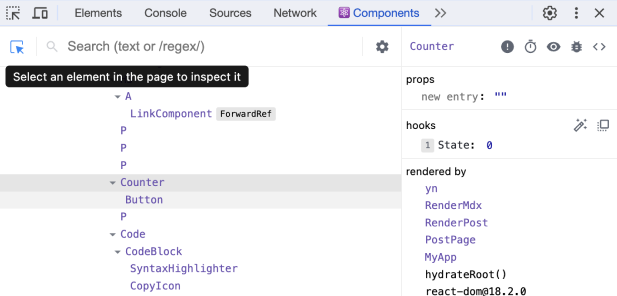 Elements Console Sources Network Components
Search (text or /regex/)
Counter
Select an element in the page to inspect it
A
LinkComponent ForwardRef
P
P
P
Counter
Button
P
Code
CodeBlock
SyntaxHighlighter
CopyIcon
props
new entry: ""
hooks
1 State: 0
rendered by
yn
RenderMdx
RenderPost
PostPage
MyApp
hydrateRoot()
react-dom@18.2.0